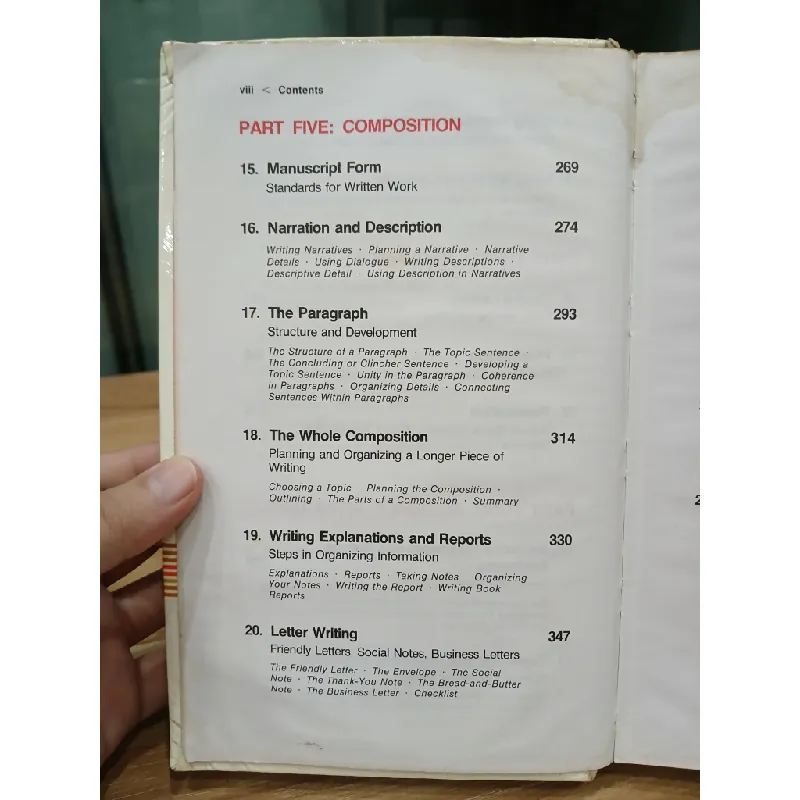 viii < Contents
PART FIVE: COMPOSITION
15. Manuscript Form 269
Standards for Written Work
16. Narration and Description 274
Writing Narratives · Planning a Narrative · Narrative
Details · Using Dialogue · Writing Descriptions ·
Descriptive Detail · Using Description in Narratives
17. The Paragraph 293
Structure and Development
The Structure of a Paragraph · The Topic Sentence ·
The Concluding or Clincher Sentence · Developing a
Topic Sentence · Unity in the Paragraph · Coherence
in Paragraphs · Organizing Details · Connecting
Sentences Within Paragraphs
18. The Whole Composition 314
Planning and Organizing a Longer Piece of
Writing
Choosing a Topic · Planning the Composition ·
Outlining · The Parts of a Composition · Summary
19. Writing Explanations and Reports 330
Steps in Organizing Information
Explanations · Reports · Taking Notes · Organizing
Your Notes · Writing the Report · Writing Book
Reports
20. Letter Writing 347
Friendly Letters, Social Notes, Business Letters
The Friendly Letter · The Envelope · The Social
Note · The Thank-You Note · The Bread-and-Butter
Note · The Business Letter · Checklist